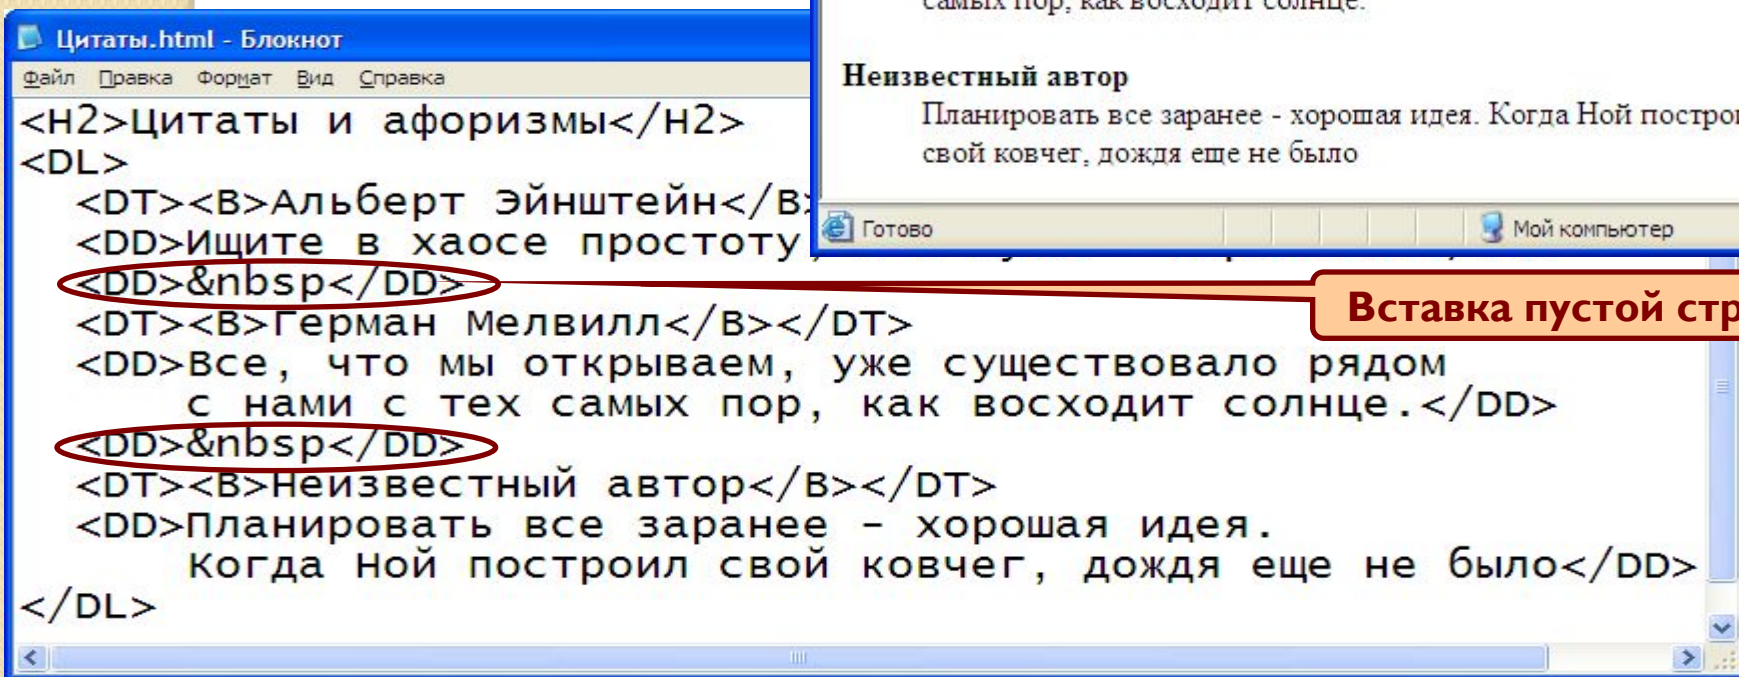 самых пор, как восходит солнце.
Неизвестный автор
Планировать все заранее - хорошая идея. Когда Ной
свой ковчег, дождя еще не было
Готово
Мой компьютер
Цитаты.html - Блокнот
Файл Правка Формат Вид Справка
<H2>Цитаты и афоризмы</H2>
<DL>
<DT><B>Альберт Эйнштейн</B>
<DD>Ищите в хаосе простоту,
<DD>&nbsp</DD>
Вставка пустой
<DT><B>Герман Мелвилл</B></DT>
<DD>Все, что мы открываем, уже существовало рядом
с нами с тех самых пор, как восходит солнце.</DD>
<DD>&nbsp</DD>
<DT><B>Неизвестный автор</B></DT>
<DD>Планировать все заранее – хорошая идея.
Когда Ной построил свой ковчег, дождя еще не было</DD>
</DL>